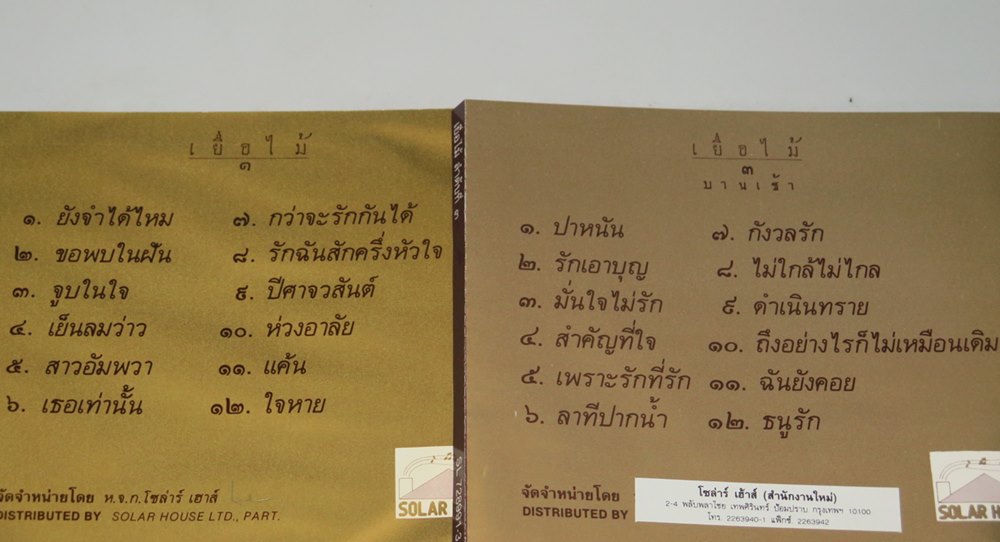 เยื่อไม้
๑
๑. ยังจำได้ไหม
๒. ขอพบในฝัน
๓. จูบในใจ
๔. เย็นลมว่าว
๕. สาวอัมพวา
๖. เธอเท่านั้น
๗. กว่าจะรักกันได้
๘. รักฉันสักครึ่งหัวใจ
๙. ปีศาจวสันต์
๑๐. ห่วงอาลัย
๑๑. แค้น
๑๒. ใจหาย
จัดจำหน่ายโดย ห.จ.ก.โซล่าร์ เฮาส์
DISTRIBUTED BY SOLAR HOUSE LTD., PART.
SOLAR
เยื่อไม้
๓
บานเช้า
๑. ปาหนัน
๒. รักเอาบุญ
๓. มั่นใจไม่รัก
๔. สำคัญที่ใจ
๕. เพราะรักที่รัก
๖. ลาทีปากน้ำ
๗. กังวลรัก
๘. ไม่ใกล้ไม่ไกล
๙. ดำเนินทราย
๑๐. ถึงอย่างไรก็ไม่เหมือนเดิม
๑๑. ฉันยังคอย
๑๒. ธนูรัก
จัดจำหน่ายโดย
DISTRIBUTED BY
โซล่าร์ เฮ้าส์ (สำนักงานใหม่)
2-4 พลับพลาไชย เทพศิรินทร์ ป้อมปราบ กรุงเทพฯ 10100
โทร. 2263940-1 แฟ็กซ์. 2263942
SOLAR H